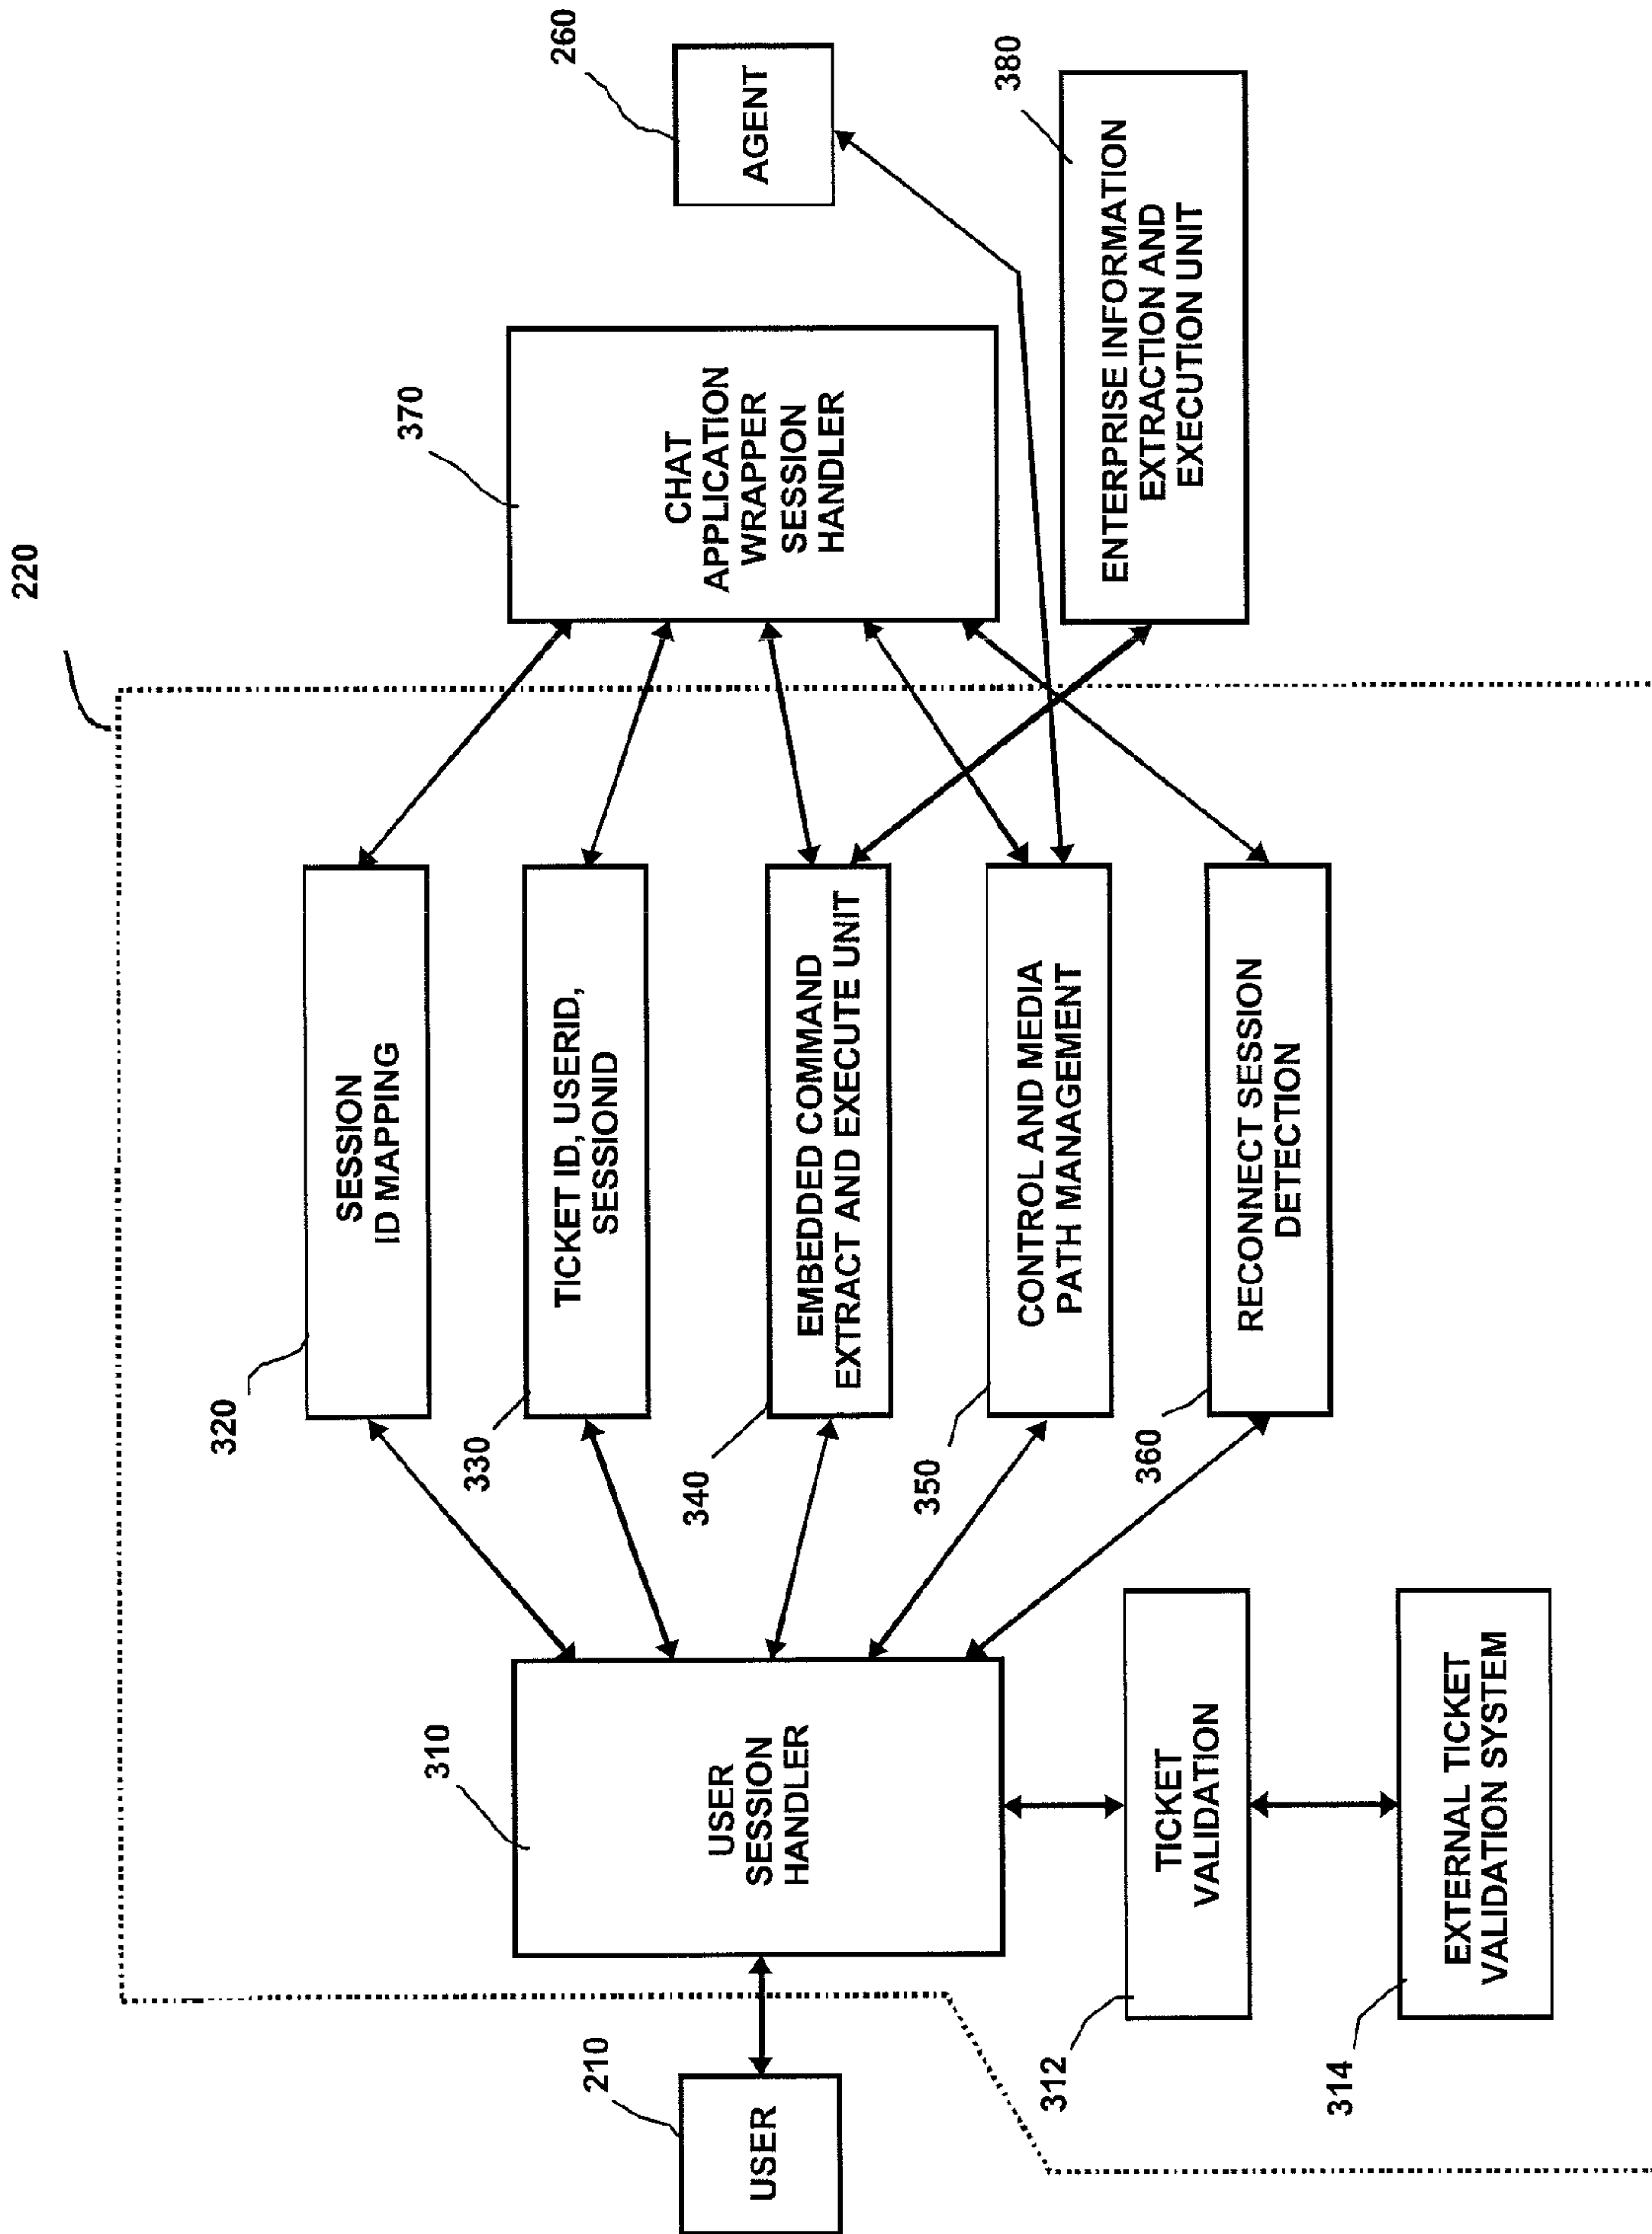 220
USER
210
USER
SESSION
HANDLER
310
TICKET
VALIDATION
312
EXTERNAL TICKET
VALIDATION SYSTEM
314
SESSION
ID MAPPING
320
TICKET ID, USERID,
SESSIONID
330
EMBEDDED COMMAND
EXTRACT AND EXECUTE UNIT
340
CONTROL AND MEDIA
PATH MANAGEMENT
350
RECONNECT SESSION
DETECTION
360
CHAT
APPLICATION
WRAPPER
SESSION
HANDLER
370
AGENT
260
ENTERPRISE INFORMATION
EXTRACTION AND
EXECUTION UNIT
380